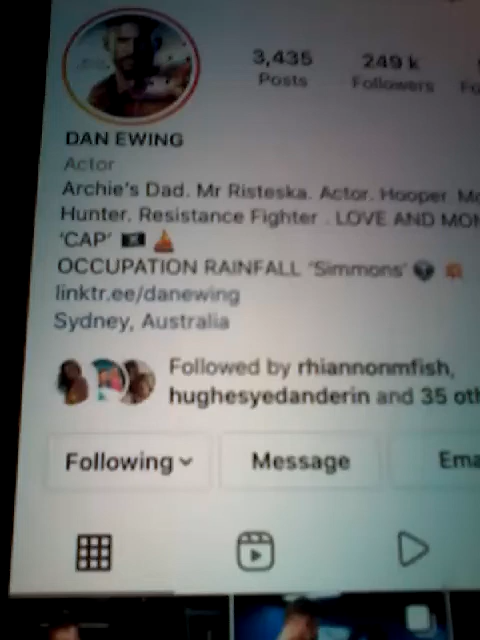 3,435
249 k
Posts
Followers
DAN EWING
Actor
Archie's Dad. Mr Risteska. Actor. Hooper.
Hunter. Resistance Fighter . LOVE AND
'CAP'
OCCUPATION RAINFALL 'Simmons'
linktr.ee/danewing
Sydney, Australia
Followed by rhiannonmfish,
hughesyedanderin and 35
Following
Message